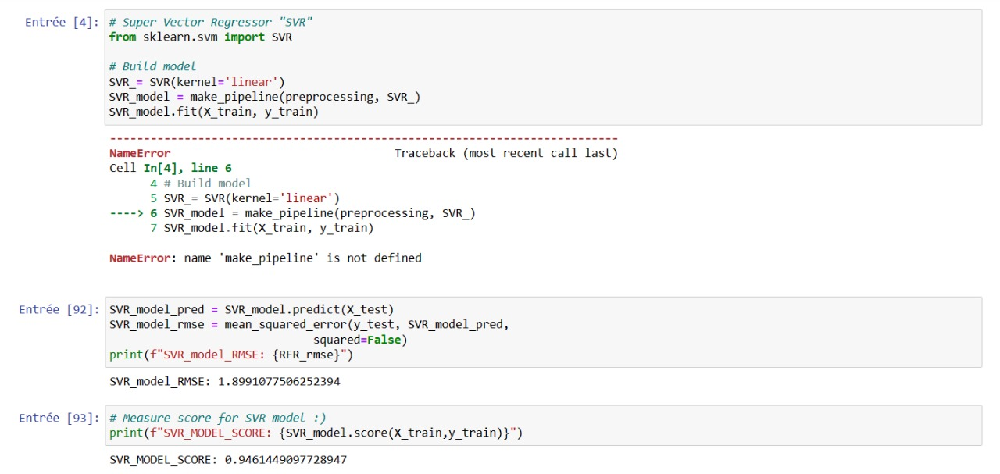 Entrée [4]: # Super Vector Regressor "SVR"
from sklearn.svm import SVR
# Build model
SVR_= SVR(kernel='linear')
SVR_model = make_pipeline(preprocessing, SVR_)
SVR_model.fit(X_train, y_train)
---------------------------------------------------------------------------
NameError                                 Traceback (most recent call last)
Cell In[4], line 6
      4 # Build model
      5 SVR_= SVR(kernel='linear')
----> 6 SVR_model = make_pipeline(preprocessing, SVR_)
      7 SVR_model.fit(X_train, y_train)
NameError: name 'make_pipeline' is not defined
Entrée [92]: SVR_model_pred = SVR_model.predict(X_test)
SVR_model_rmse = mean_squared_error(y_test, SVR_model_pred,
                              squared=False)
print(f"SVR_model_RMSE: {RFR_rmse}")
SVR_model_RMSE: 1.8991077506252394
Entrée [93]: # Measure score for SVR model :)
print(f"SVR_MODEL_SCORE: {SVR_model.score(X_train,y_train)}")
SVR_MODEL_SCORE: 0.9461449097728947